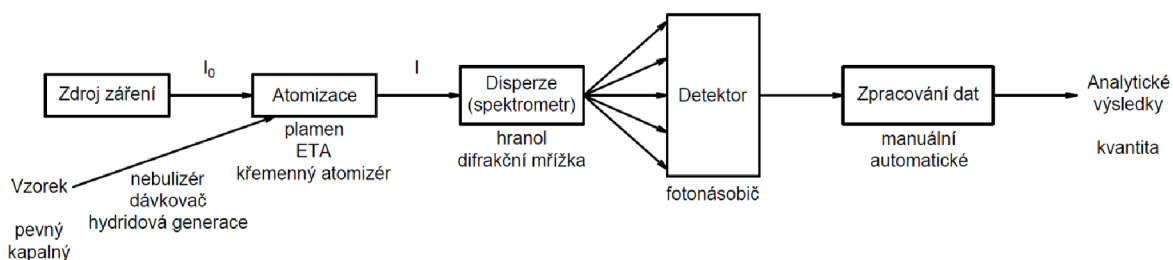 Zdroj záření
I0
Atomizace
plamen
ETA
křemenný atomizér
Vzorek
pevný
kapalný
nebulizér
dávkovač
hydridová generace
I
Disperze
(spektrometr)
hranol
difrakční mřížka
Detektor
fotonásobič
Zpracování dat
manuální
automatické
Analytické
výsledky
kvantita